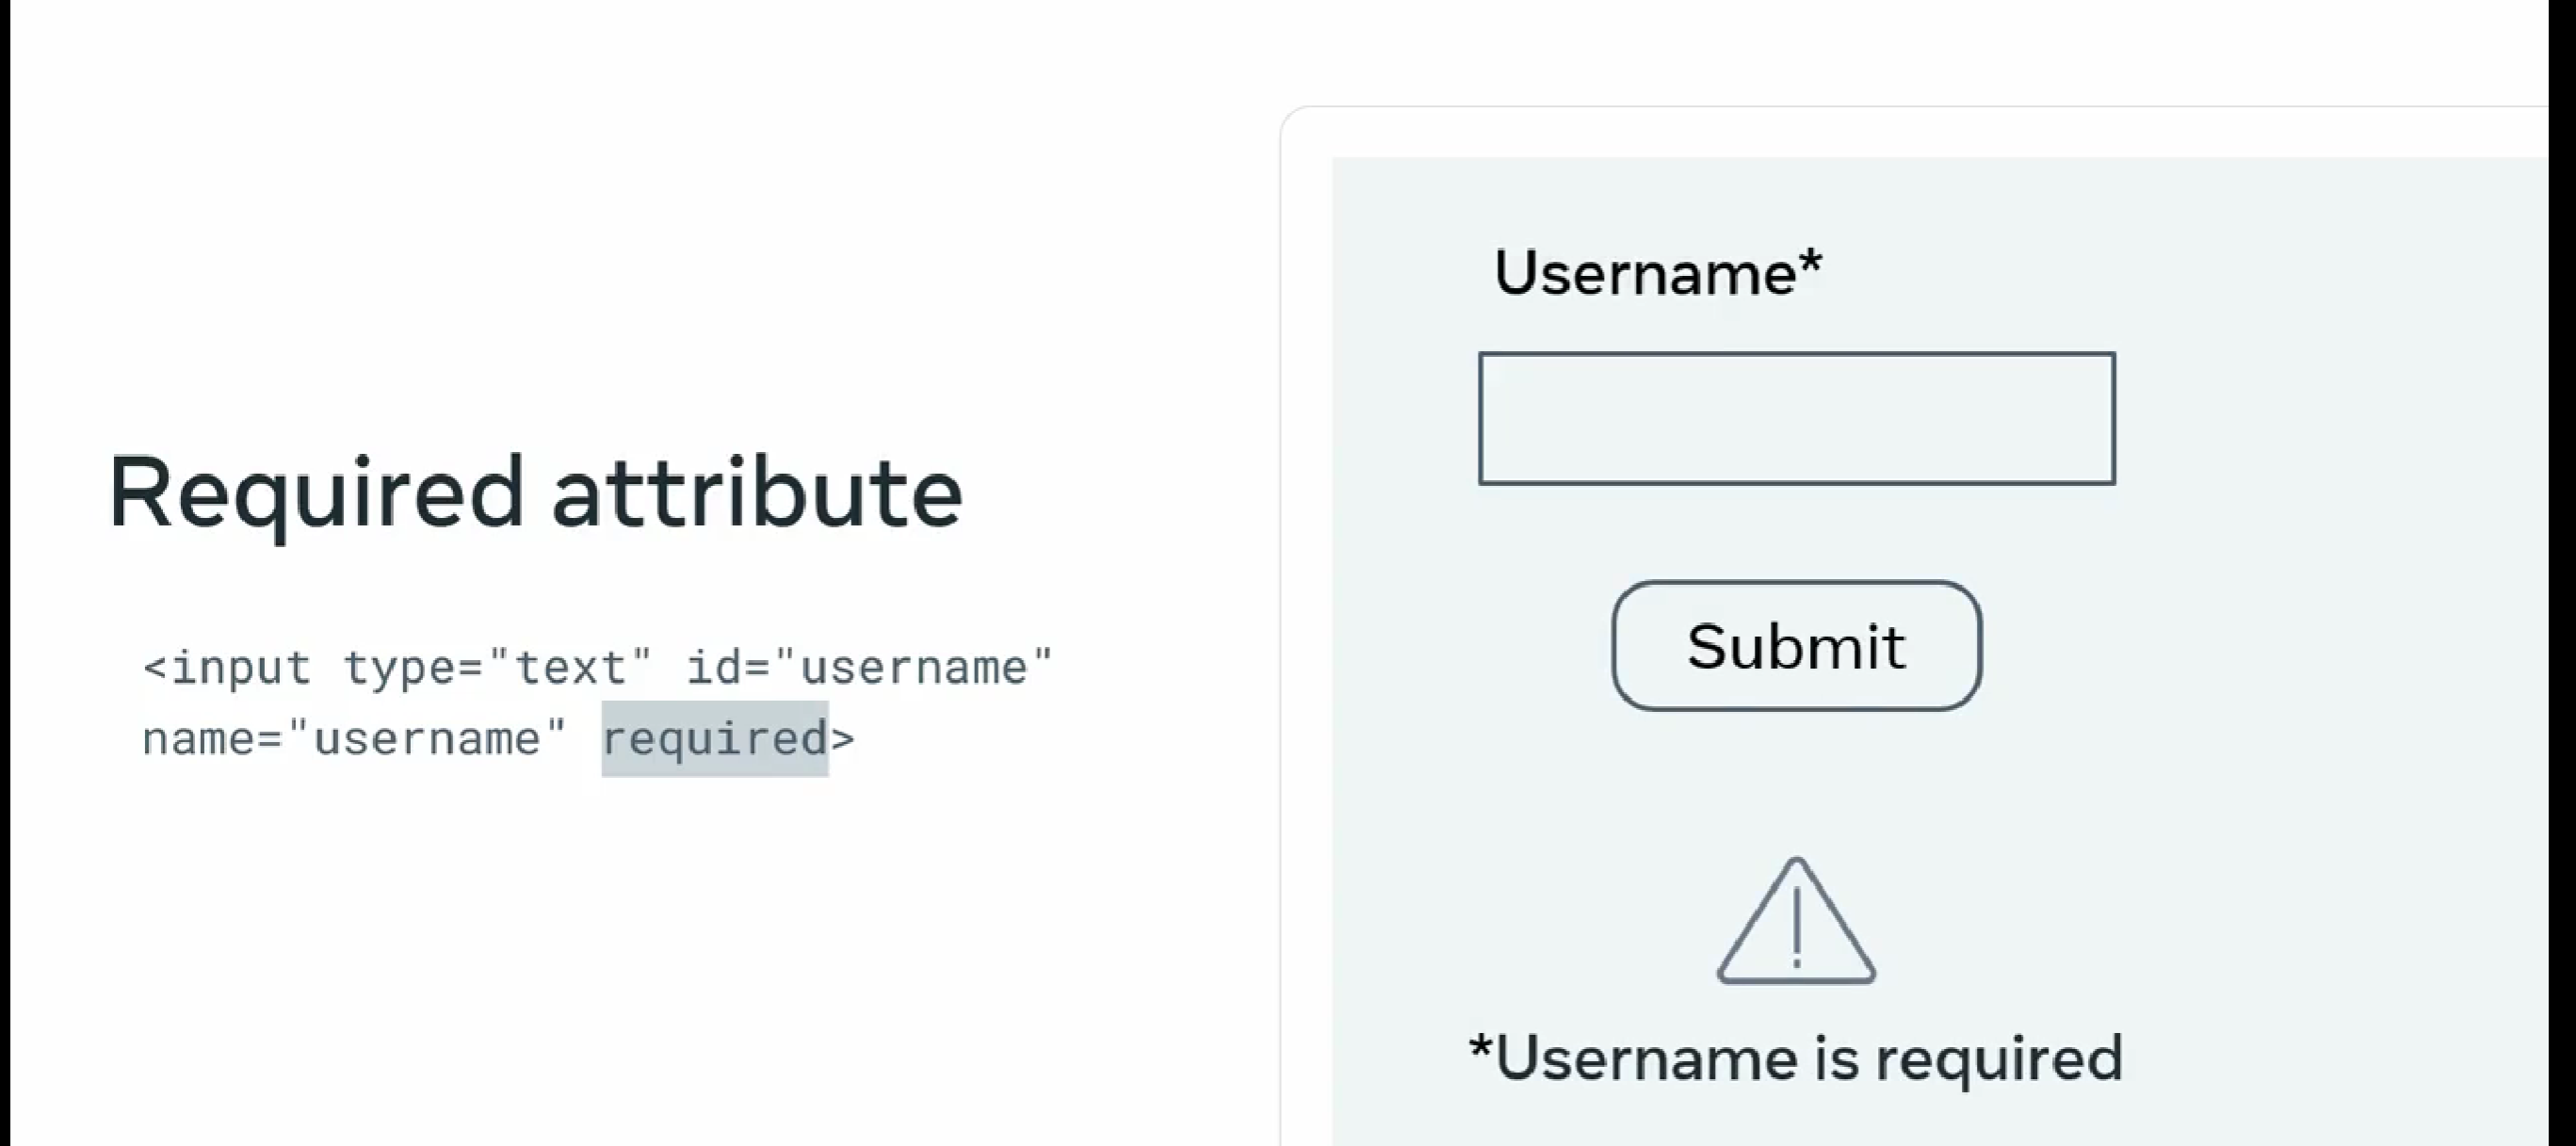 Required attribute
<input type="text" id="username"
name="username" required>
Username*
Submit
*Username is required